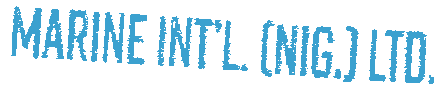 MARINE INT'L. (NIG.) LTD.